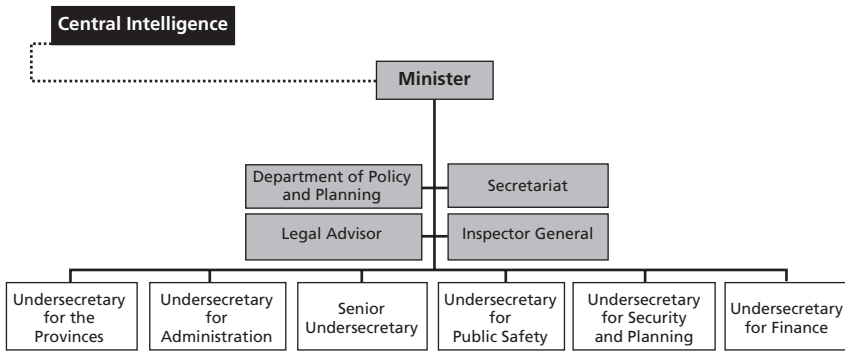 Central Intelligence
Minister
Department of Policy
and Planning
Secretariat
Legal Advisor
Inspector General
Undersecretary
for the
Provinces
Undersecretary
for
Administration
Senior
Undersecretary
Undersecretary
for
Public Safety
Undersecretary
for Security
and Planning
Undersecretary
for Finance